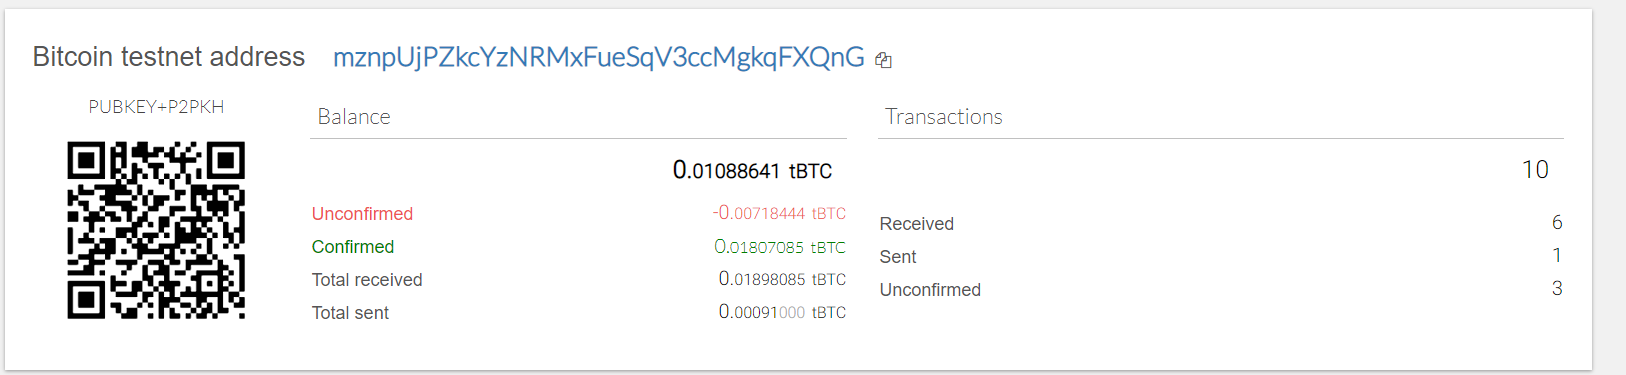 Bitcoin testnet address mznpUjPZkcYzNRMxFueSqV3ccMgkqFXQnG
PUBKEY+P2PKH
Balance
0.01088641 tBTC
Unconfirmed -0.00718444 tBTC
Confirmed 0.01807085 tBTC
Total received 0.01898085 tBTC
Total sent 0.00091000 tBTC
Transactions
10
Received 6
Sent 1
Unconfirmed 3